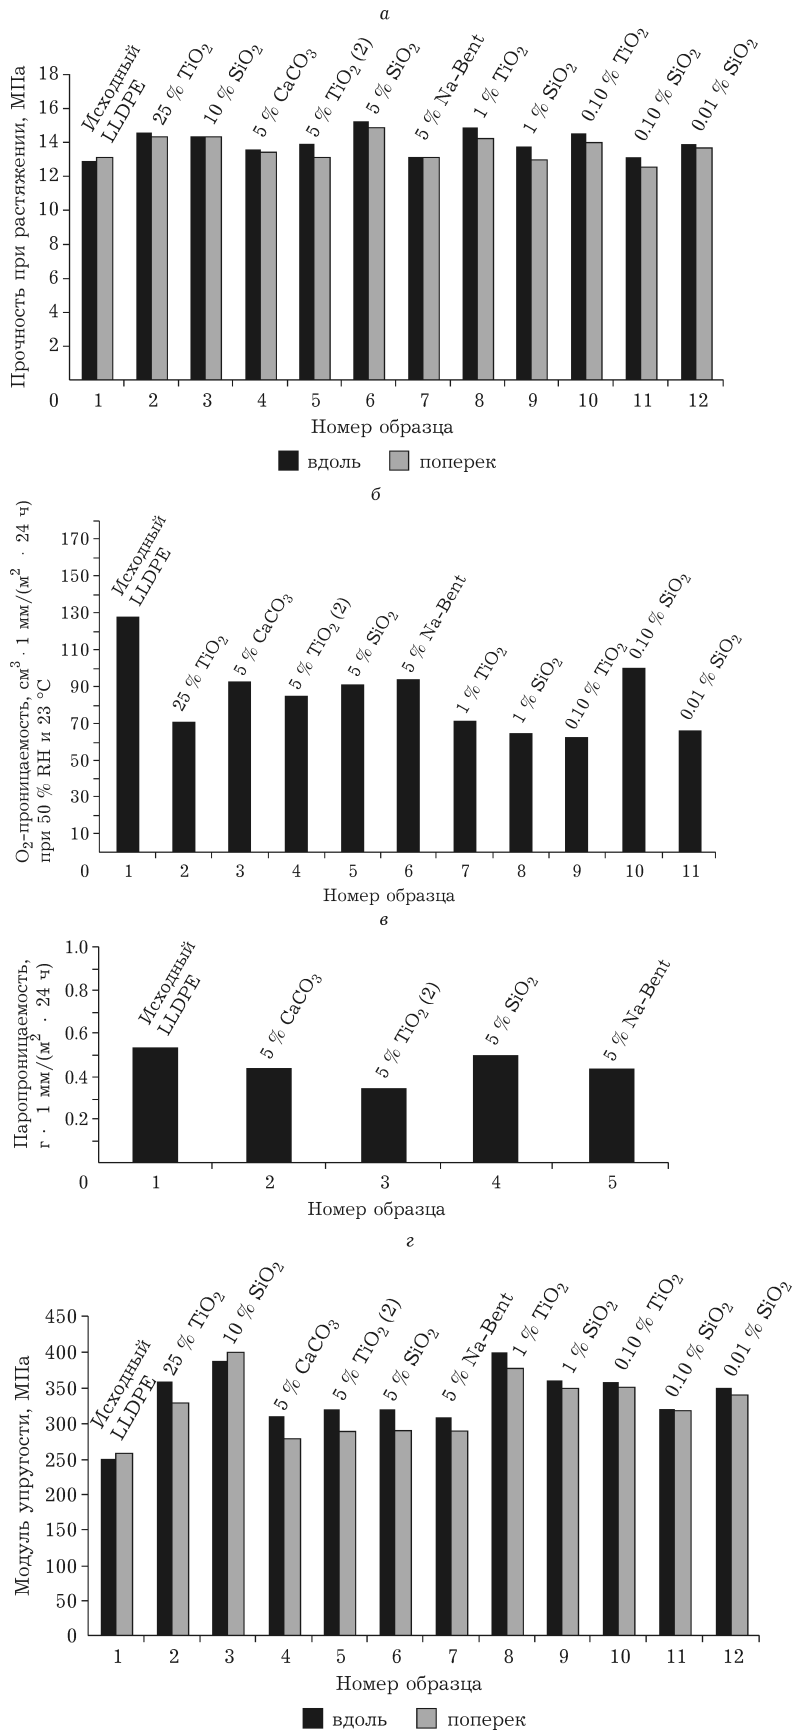 а
Прочность при растяжении, МПа
18
16
14
12
10
8
6
4
2
0
Исходный
LLDPE
25 % TiO2
10 % SiO2
5 % CaCO3
5 % TiO2 (2)
5 % SiO2
5 % Na-Bent
1 % TiO2
1 % SiO2
0.10 % TiO2
0.10 % SiO2
0.01 % SiO2
1 2 3 4 5 6 7 8 9 10 11 12
Номер образца
вдоль поперек
б
O2-проницаемость, см3 · 1 мм/(м2 · 24 ч)
при 50 % RH и 23 °C
170
150
130
110
90
70
50
30
10
0
Исходный
LLDPE
25 % TiO2
5 % CaCO3
5 % TiO2 (2)
5 % SiO2
5 % Na-Bent
1 % TiO2
1 % SiO2
0.10 % TiO2
0.10 % SiO2
0.01 % SiO2
1 2 3 4 5 6 7 8 9 10 11
Номер образца
в
Паропроницаемость,
г · 1 мм/(м2 · 24 ч)
1.0
0.8
0.6
0.4
0.2
0
Исходный
LLDPE
5 % CaCO3
5 % TiO2 (2)
5 % SiO2
5 % Na-Bent
1 2 3 4 5
Номер образца
г
Модуль упругости, МПа
450
400
350
300
250
200
150
100
50
0
Исходный
LLDPE
25 % TiO2
10 % SiO2
5 % CaCO3
5 % TiO2 (2)
5 % SiO2
5 % Na-Bent
1 % TiO2
1 % SiO2
0.10 % TiO2
0.10 % SiO2
0.01 % SiO2
1 2 3 4 5 6 7 8 9 10 11 12
Номер образца
вдоль поперек